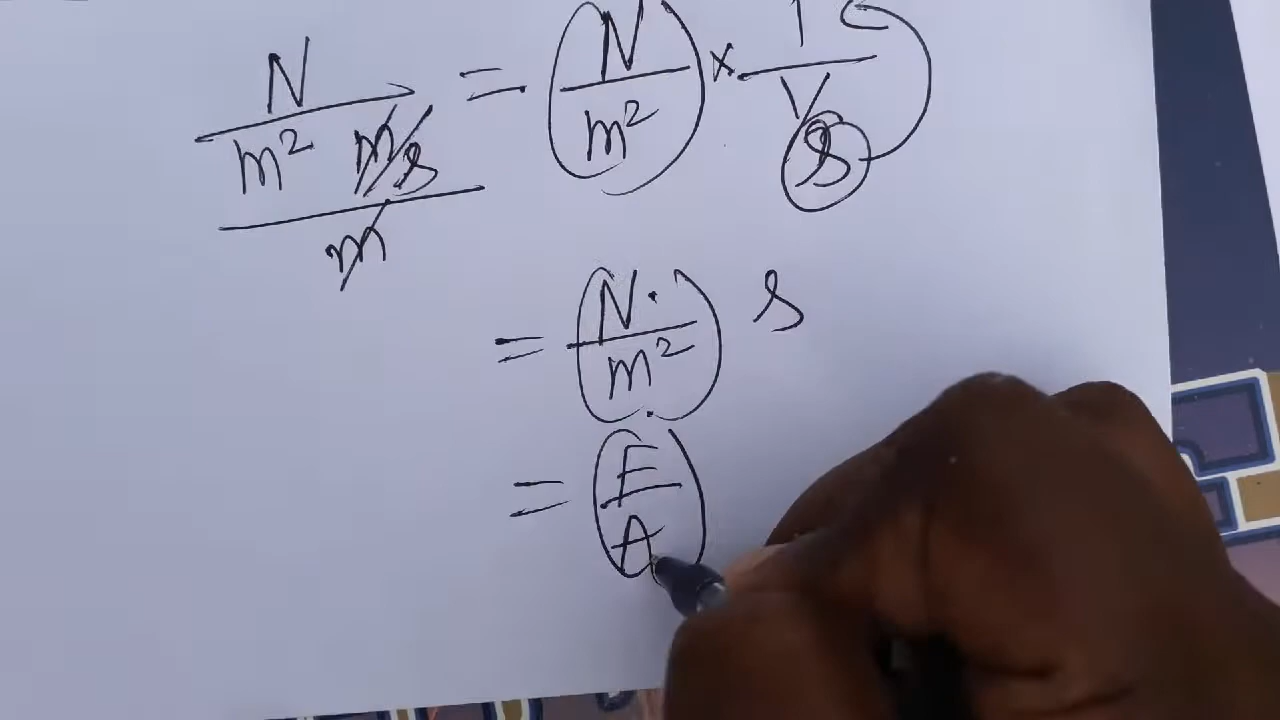 N / (m² m/s / m) = (N/m²) × 1 / (1/s)
= (N·/m²) s
= (F/A)